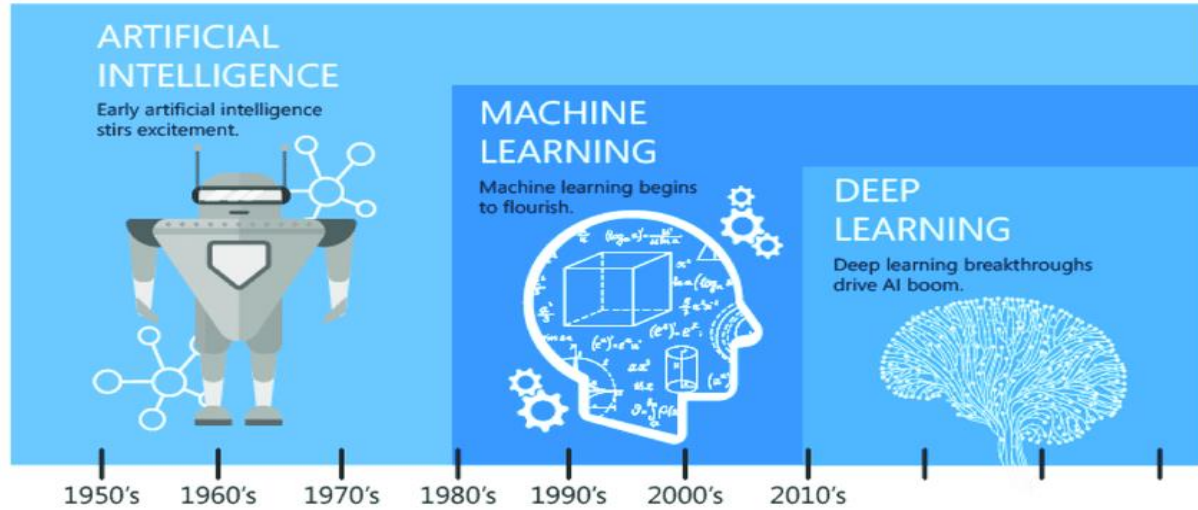 ARTIFICIAL
INTELLIGENCE
Early artificial intelligence
stirs excitement.
MACHINE
LEARNING
Machine learning begins
to flourish.
DEEP
LEARNING
Deep learning breakthroughs
drive AI boom.
1950's 1960's 1970's 1980's 1990's 2000's 2010's